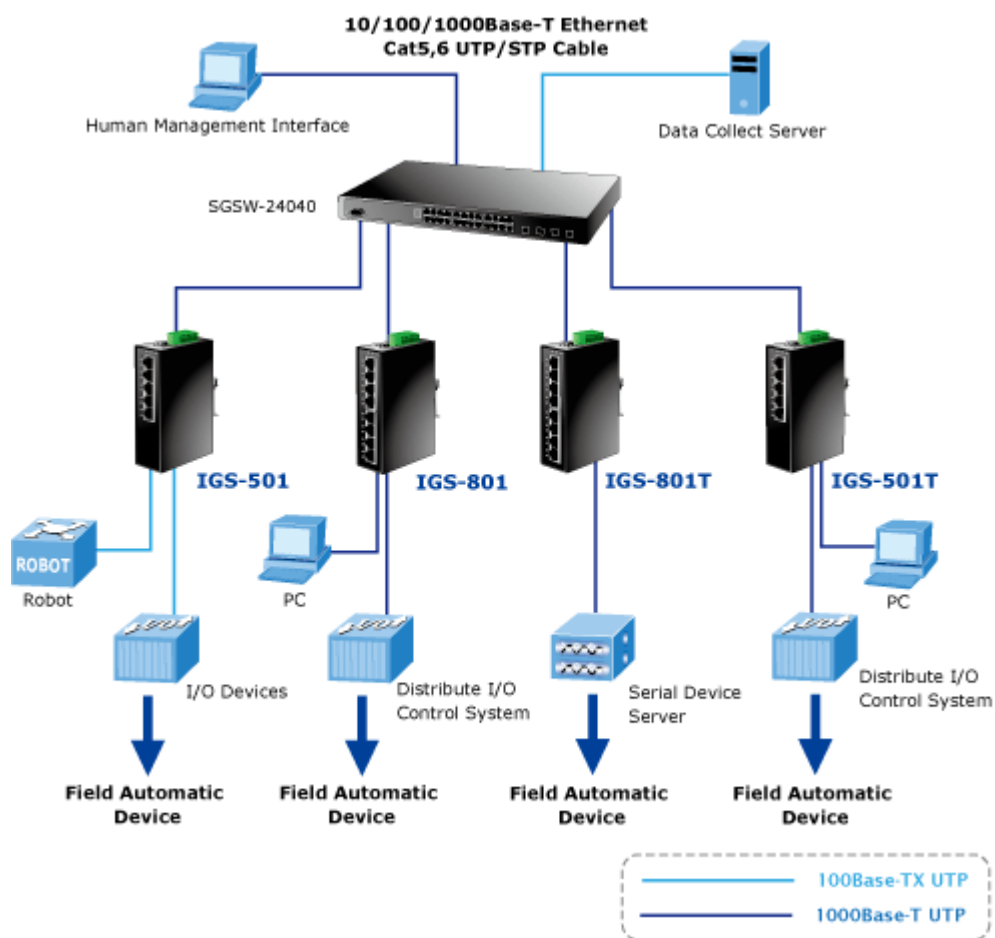 10/100/1000Base-T Ethernet
Cat5,6 UTP/STP Cable
Human Management Interface
Data Collect Server
SGSW-24040
IGS-501
IGS-801
IGS-801T
IGS-501T
ROBOT
Robot
PC
PC
I/O Devices
Distribute I/O
Control System
Serial Device
Server
Distribute I/O
Control System
Field Automatic
Device
Field Automatic
Device
Field Automatic
Device
Field Automatic
Device
100Base-TX UTP
1000Base-T UTP